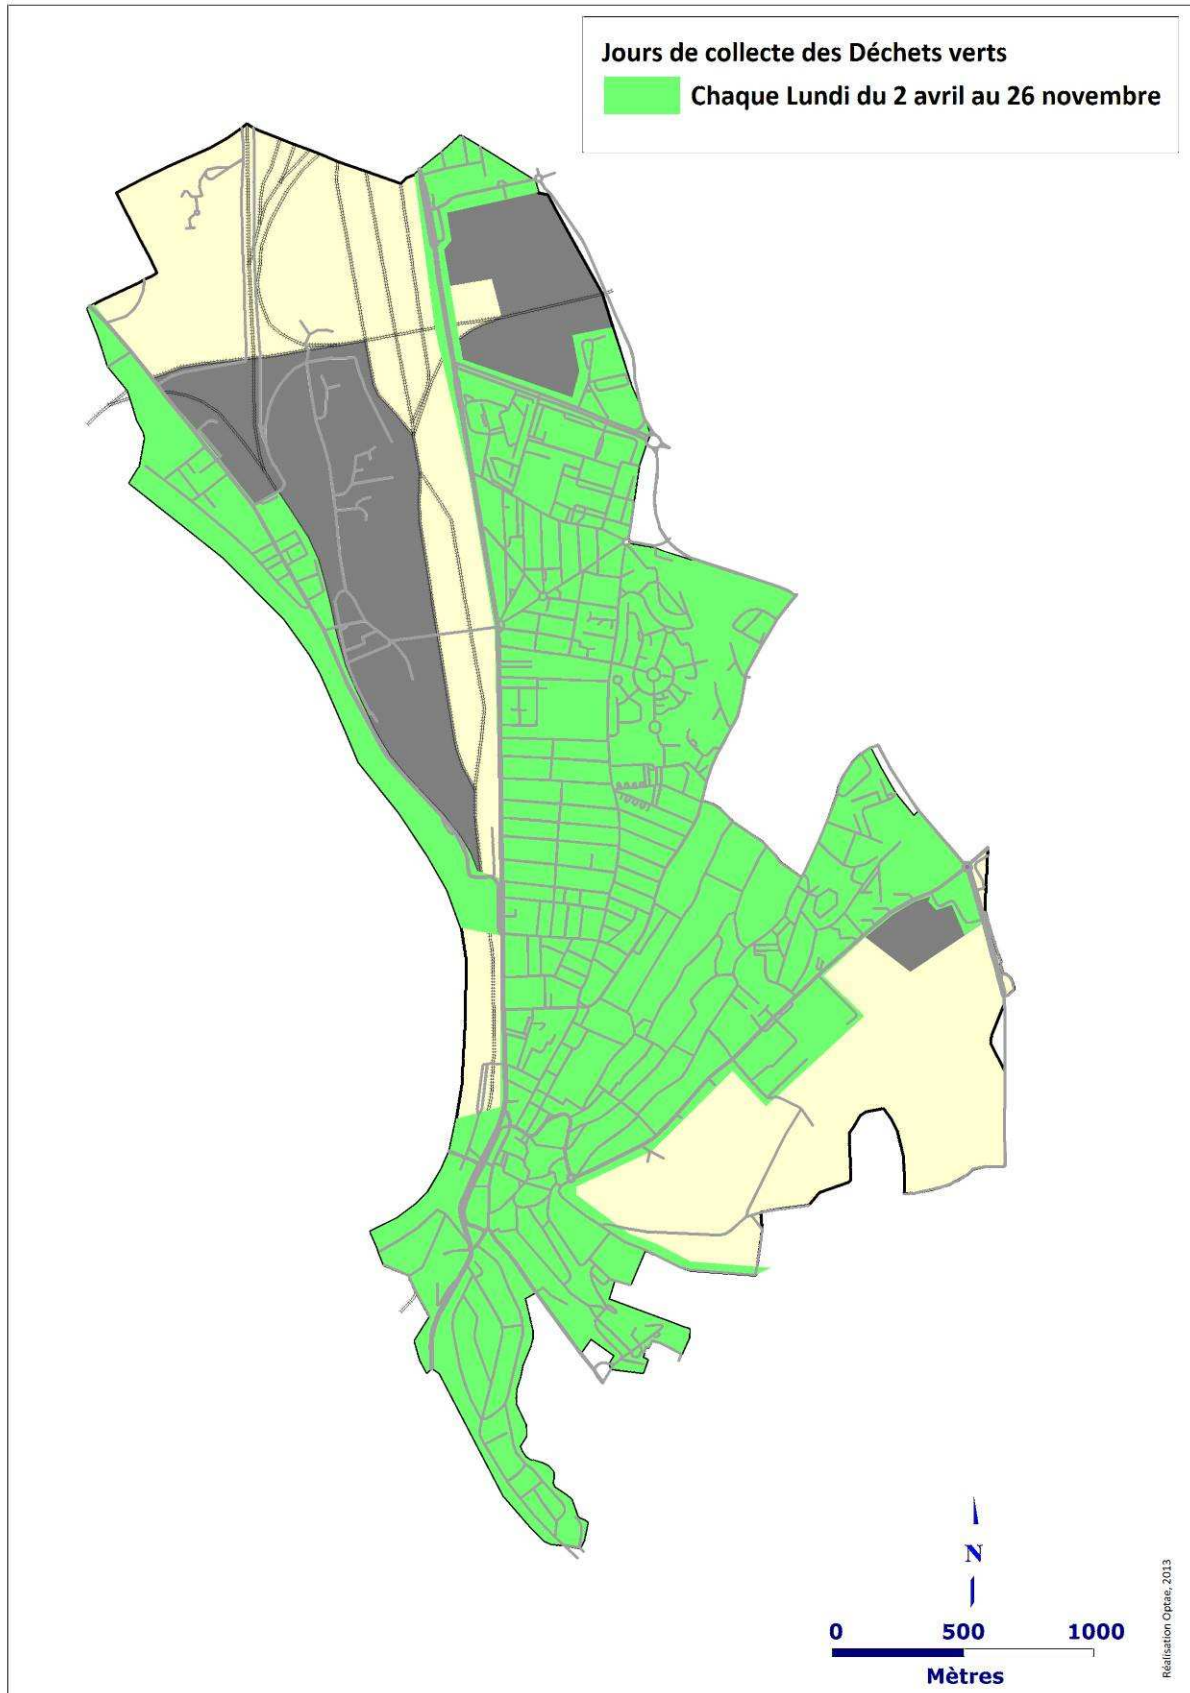 Jours de collecte des Déchets verts
Chaque Lundi du 2 avril au 26 novembre
N
0 500 1000
Mètres
Réalisation Optae, 2013